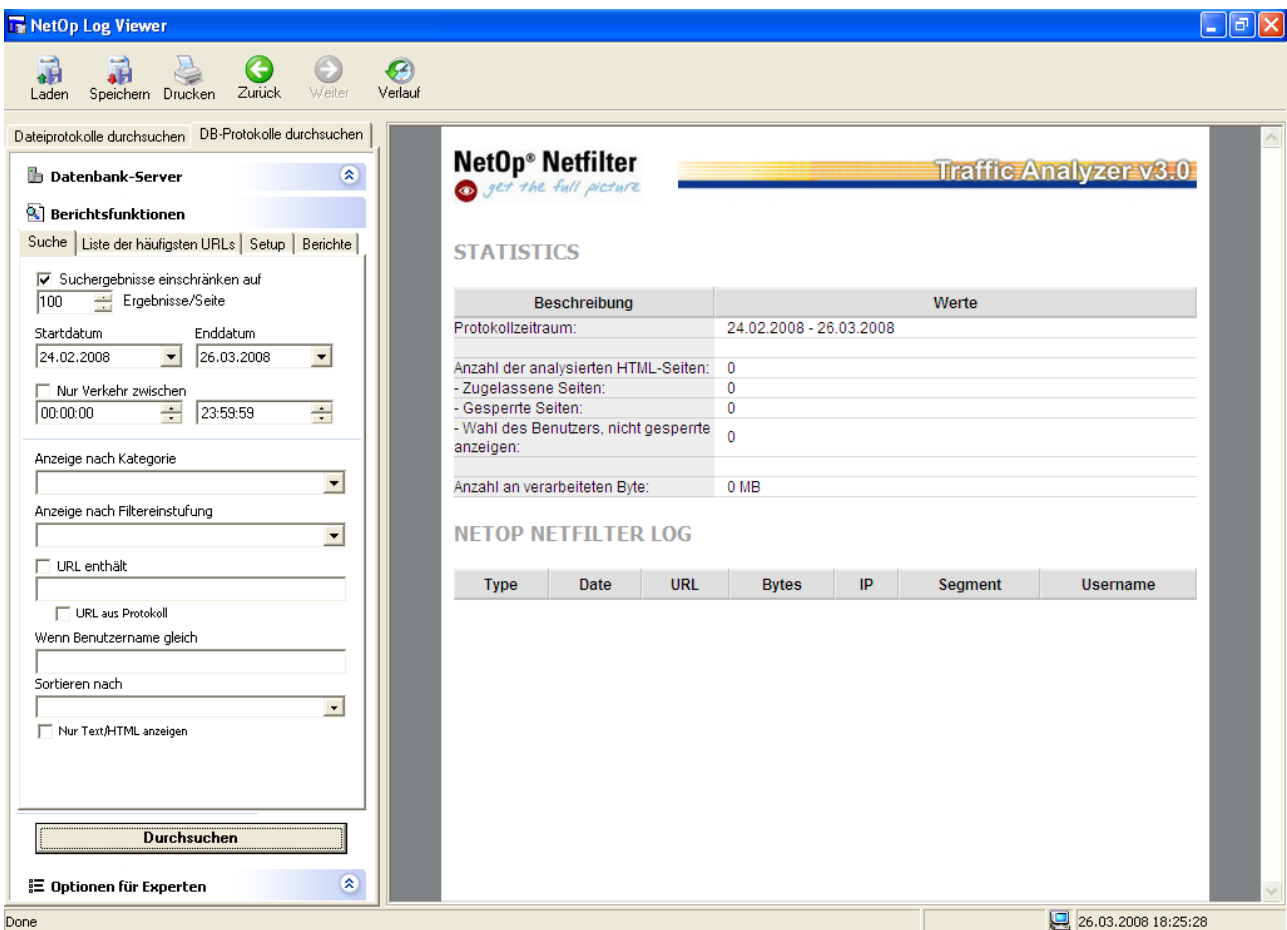 NetOp Log Viewer
Laden Speichern Drucken Zurück Weiter Verlauf
Dateiprotokolle durchsuchen DB-Protokolle durchsuchen
Datenbank-Server
Berichtsfunktionen
Suche Liste der häufigsten URLs Setup Berichte
Suchergebnisse einschränken auf
100 Ergebnisse/Seite
Startdatum Enddatum
24.02.2008 26.03.2008
Nur Verkehr zwischen
00:00:00 23:59:59
Anzeige nach Kategorie
Anzeige nach Filtereinstufung
URL enthält
URL aus Protokoll
Wenn Benutzername gleich
Sortieren nach
Nur Text/HTML anzeigen
Durchsuchen
Optionen für Experten
NetOp® Netfilter
get the full picture
Traffic Analyzer v3.0
STATISTICS
Beschreibung Werte
Protokollzeitraum: 24.02.2008 - 26.03.2008
Anzahl der analysierten HTML-Seiten: 0
- Zugelassene Seiten: 0
- Gesperrte Seiten: 0
- Wahl des Benutzers, nicht gesperrte
anzeigen: 0
Anzahl an verarbeiteten Byte: 0 MB
NETOP NETFILTER LOG
Type Date URL Bytes IP Segment Username
Done 26.03.2008 18:25:28